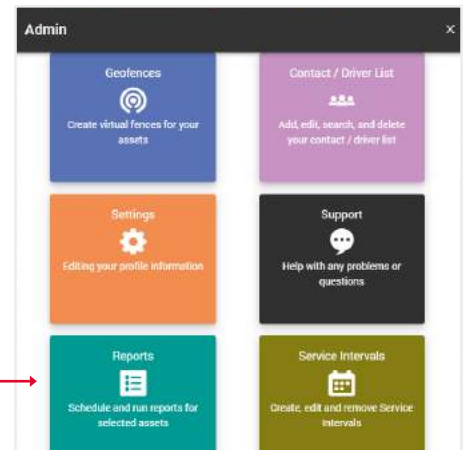 Admin
x
Geofences
Create virtual fences for your
assets
Contact / Driver List
Add, edit, search, and delete
your contact / driver list
Settings
Editing your profile information
Support
Help with any problems or
questions
Reports
Schedule and run reports for
selected assets
Service Intervals
Create, edit and remove Service
Intervals